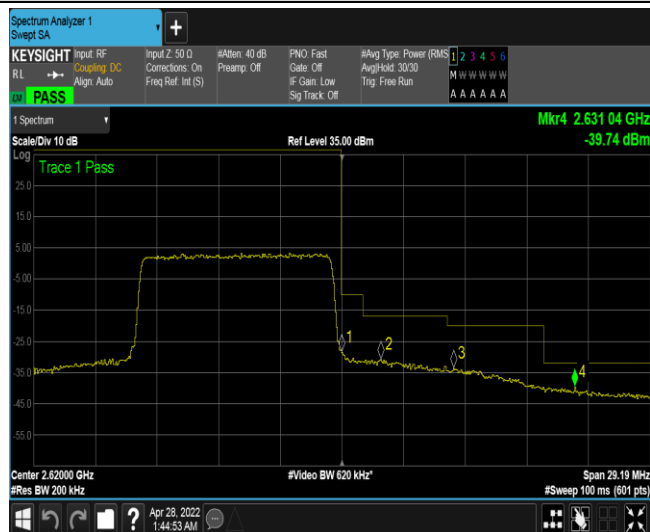 Spectrum Analyzer 1
Swept SA
+
KEYSIGHT
RL
PASS
Input: RF
Coupling: DC
Align: Auto
Input Z: 50 Ω
Corrections: On
Freq Ref: Int (S)
#Atten: 40 dB
Preamp: Off
PNO: Fast
Gate: Off
IF Gain: Low
Sig Track: Off
#Avg Type: Power (RMS
Avg|Hold: 30/30
Trig: Free Run
1 2 3 4 5 6
M W W W W W
A A A A A A
1 Spectrum
Mkr4 2.631 04 GHz
Scale/Div 10 dB
Ref Level 35.00 dBm
-39.74 dBm
Log
Trace 1 Pass
25.0
15.0
5.00
-5.00
-15.0
-25.0
-35.0
-45.0
-55.0
1
2
3
4
Center 2.62000 GHz
#Video BW 620 kHz*
Span 29.19 MHz
#Res BW 200 kHz
#Sweep 100 ms (601 pts)
?
Apr 28, 2022
1:44:53 AM